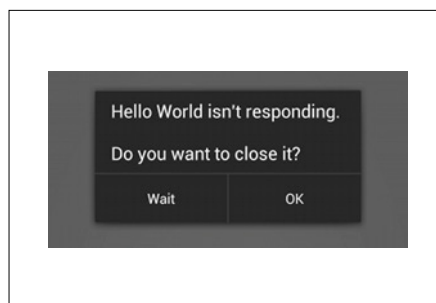 Hello World isn't responding.
Do you want to close it?
Wait OK